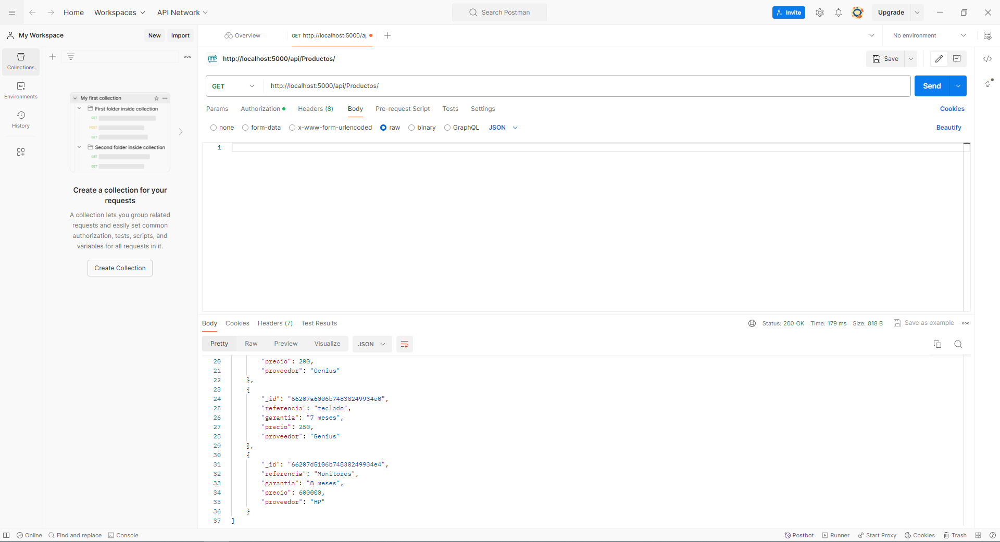 Home Workspaces API Network Search Postman Invite Upgrade
My Workspace New Import Overview GET http://localhost:5000/ap No environment
Collections
Environments
History
My first collection
First folder inside collection
GET
POST
GET
Second folder inside collection
GET
GET
Create a collection for your
requests
A collection lets you group related
requests and easily set common
authorization, tests, scripts, and
variables for all requests in it.
Create Collection
HTTP http://localhost:5000/api/Productos/ Save
GET http://localhost:5000/api/Productos/ Send
Params Authorization Headers (8) Body Pre-request Script Tests Settings Cookies
none form-data x-www-form-urlencoded raw binary GraphQL JSON Beautify
1
Body Cookies Headers (7) Test Results Status: 200 OK Time: 179 ms Size: 818 B Save as example
Pretty Raw Preview Visualize JSON
20 "precio": 200,
21 "proveedor": "Genius"
22 },
23 {
24 "_id": "66207a6006b74830249934e0",
25 "referencia": "teclado",
26 "garantia": "7 meses",
27 "precio": 250,
28 "proveedor": "Genius"
29 },
30 {
31 "_id": "66207d5106b74830249934e4",
32 "referencia": "Monitores",
33 "garantia": "8 meses",
34 "precio": 600000,
35 "proveedor": "HP"
36 }
37 ]
Online Find and replace Console Postbot Runner Start Proxy Cookies Trash